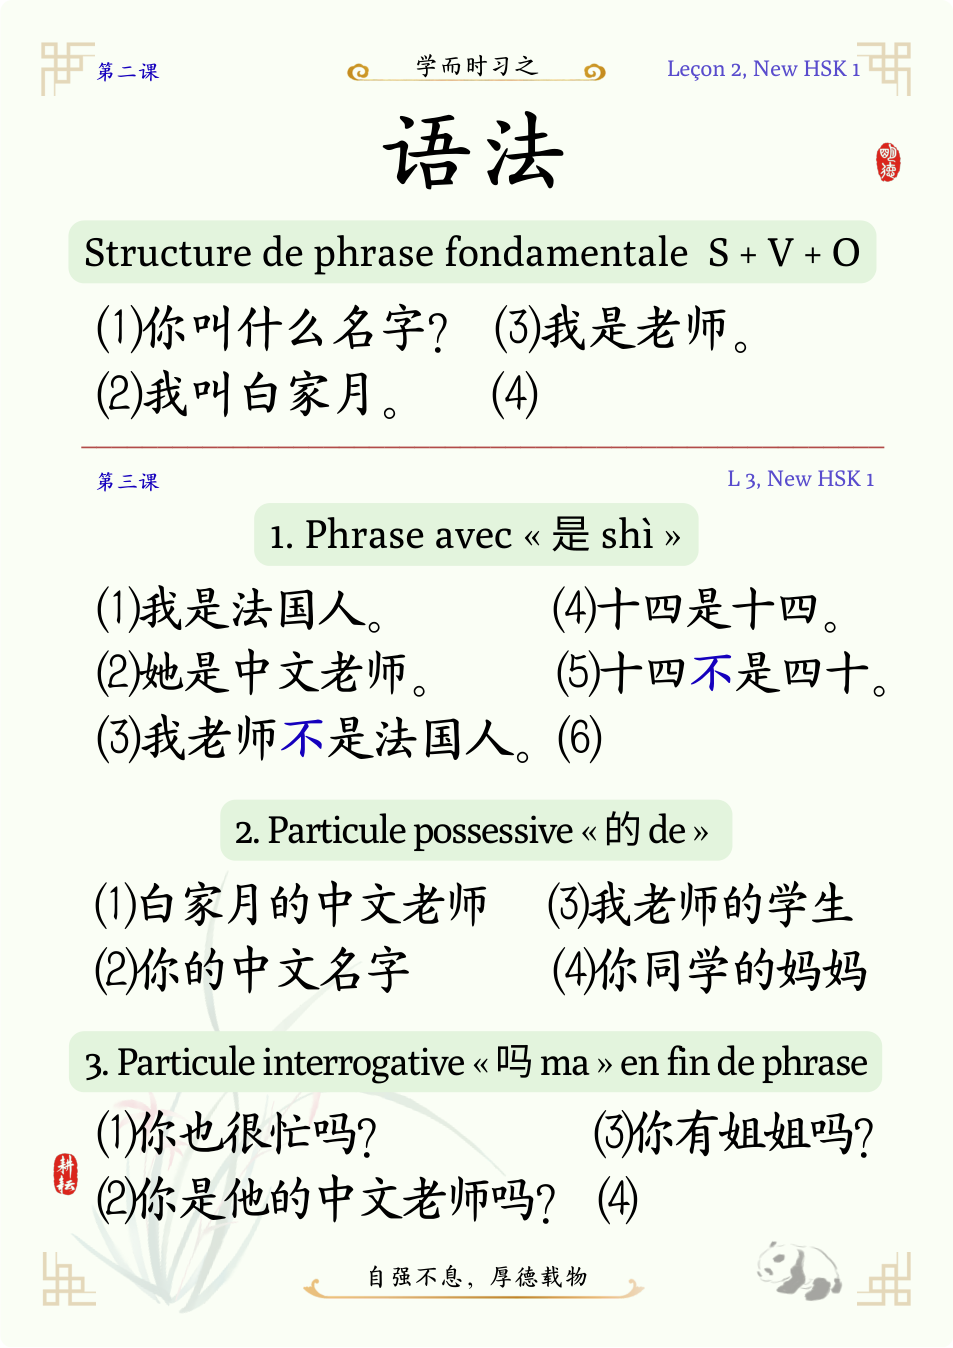 第二课
学而时习之
Leçon 2, New HSK 1
语法
明德
Structure de phrase fondamentale S + V + O
(1)你叫什么名字?
(3)我是老师。
(2)我叫白家月。
(4)
第三课
L 3, New HSK 1
1. Phrase avec « 是 shì »
(1)我是法国人。
(4)十四是十四。
(2)她是中文老师。
(5)十四不是四十。
(3)我老师不是法国人。
(6)
2. Particule possessive « 的 de »
(1)白家月的中文老师
(3)我老师的学生
(2)你的中文名字
(4)你同学的妈妈
3. Particule interrogative « 吗 ma » en fin de phrase
(1)你也很忙吗?
(3)你有姐姐吗?
耕耘
(2)你是他的中文老师吗?
(4)
自强不息，厚德载物